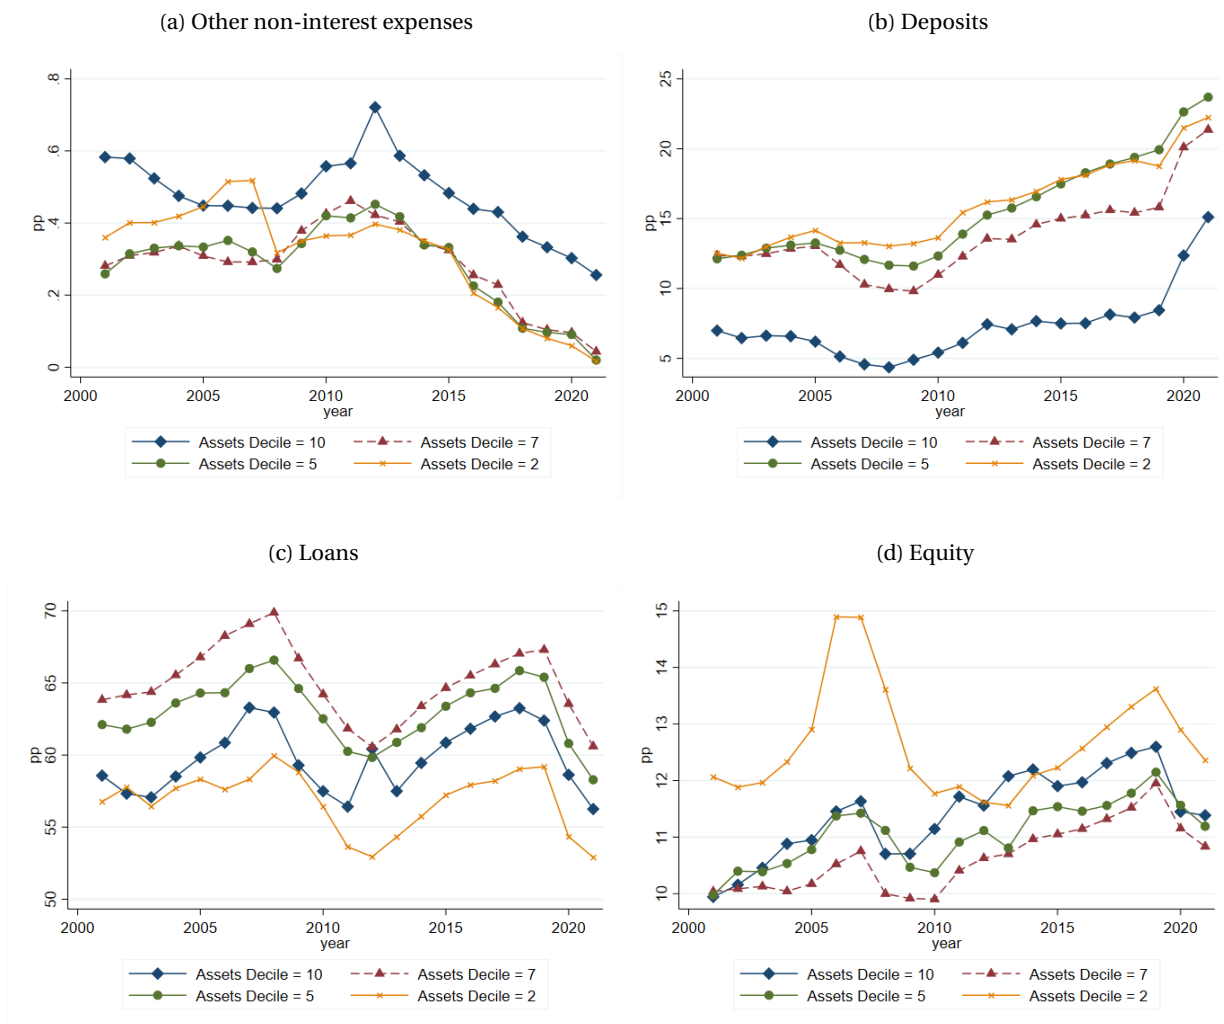 (a) Other non-interest expenses
.8
.6
.4
.2
0
pp
2000 2005 2010 2015 2020
year
Assets Decile = 10 Assets Decile = 7
Assets Decile = 5 Assets Decile = 2
(b) Deposits
25
20
15
10
5
pp
2000 2005 2010 2015 2020
year
Assets Decile = 10 Assets Decile = 7
Assets Decile = 5 Assets Decile = 2
(c) Loans
70
65
60
55
50
pp
2000 2005 2010 2015 2020
year
Assets Decile = 10 Assets Decile = 7
Assets Decile = 5 Assets Decile = 2
(d) Equity
15
14
13
12
11
10
pp
2000 2005 2010 2015 2020
year
Assets Decile = 10 Assets Decile = 7
Assets Decile = 5 Assets Decile = 2